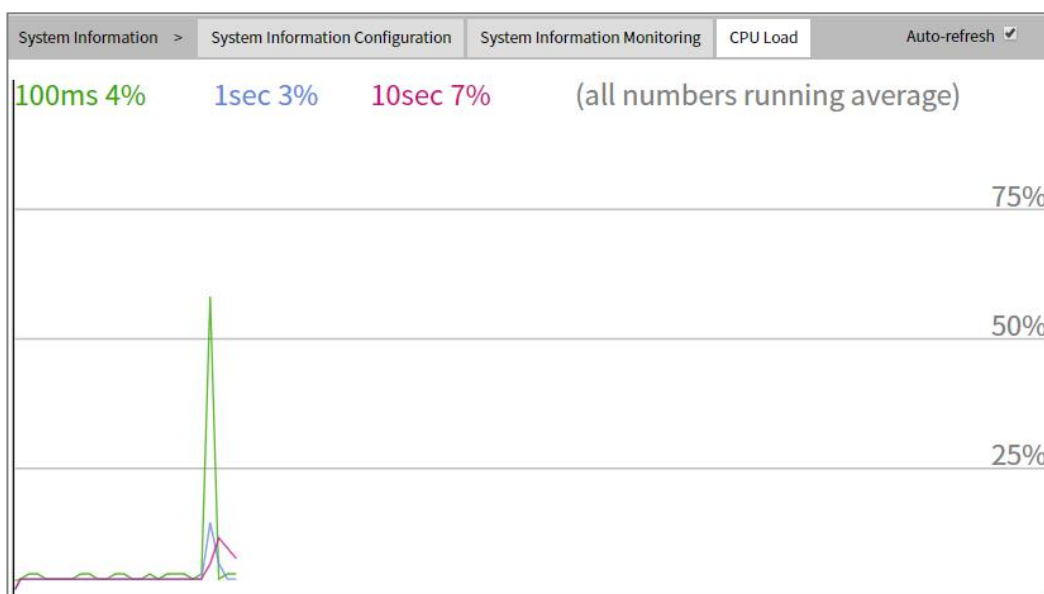 System Information > System Information Configuration System Information Monitoring CPU Load Auto-refresh
100ms 4% 1sec 3% 10sec 7% (all numbers running average)
75%
50%
25%